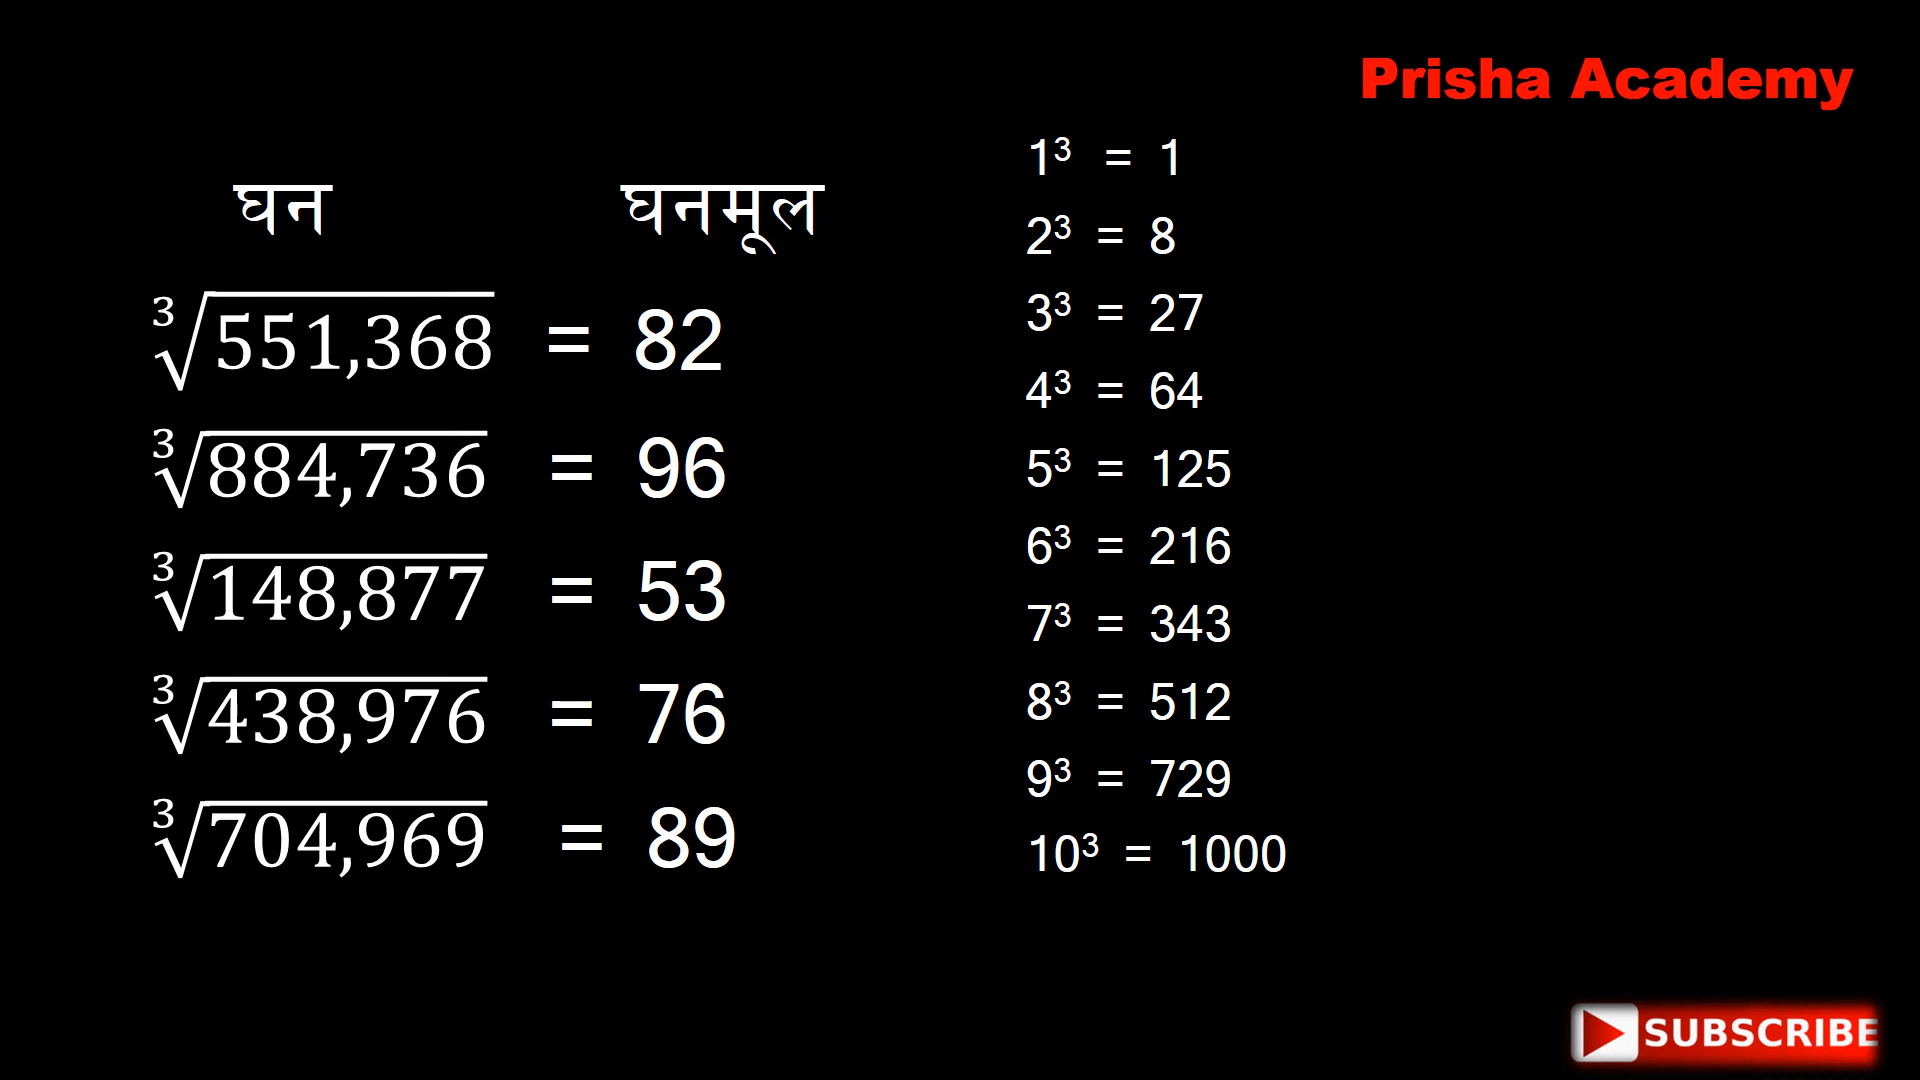 Prisha Academy
घन घनमूल
∛551,368 = 82
∛884,736 = 96
∛148,877 = 53
∛438,976 = 76
∛704,969 = 89
1³ = 1
2³ = 8
3³ = 27
4³ = 64
5³ = 125
6³ = 216
7³ = 343
8³ = 512
9³ = 729
10³ = 1000
SUBSCRIBE